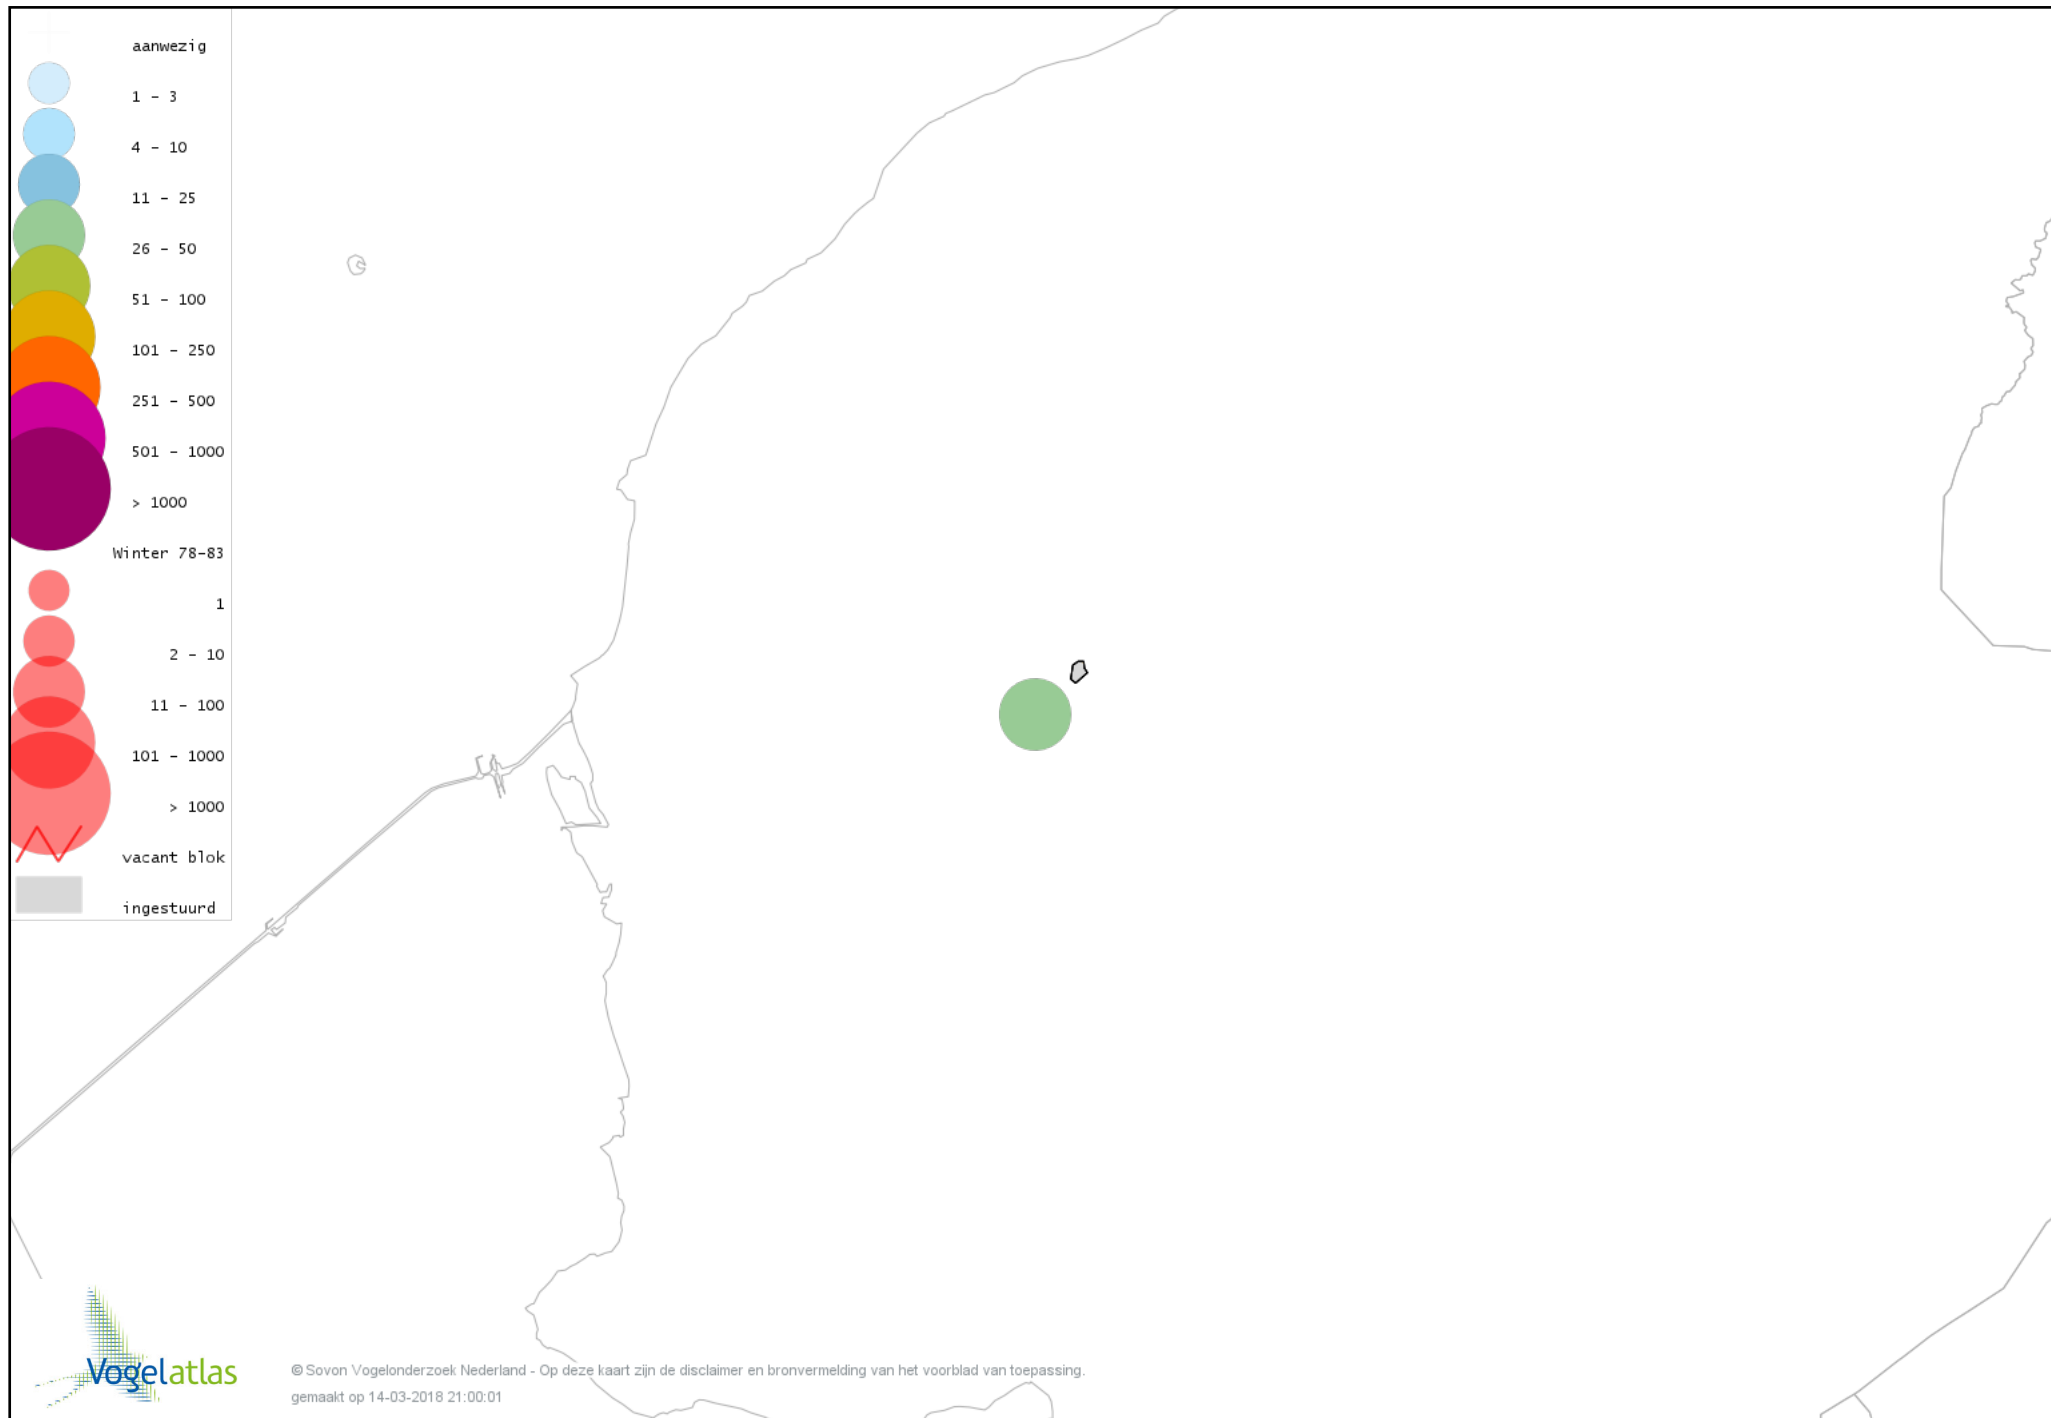 aanwezig
1 - 3
4 - 10
11 - 25
26 - 50
51 - 100
101 - 250
251 - 500
501 - 1000
> 1000
Winter 78-83
1
2 - 10
11 - 100
101 - 1000
> 1000
vacant blok
ingestuurd
Vogelatlas
© Sovon Vogelonderzoek Nederland - Op deze kaart zijn de disclaimer en bronvermelding van het voorblad van toepassing.
gemaakt op 14-03-2018 21:00:01